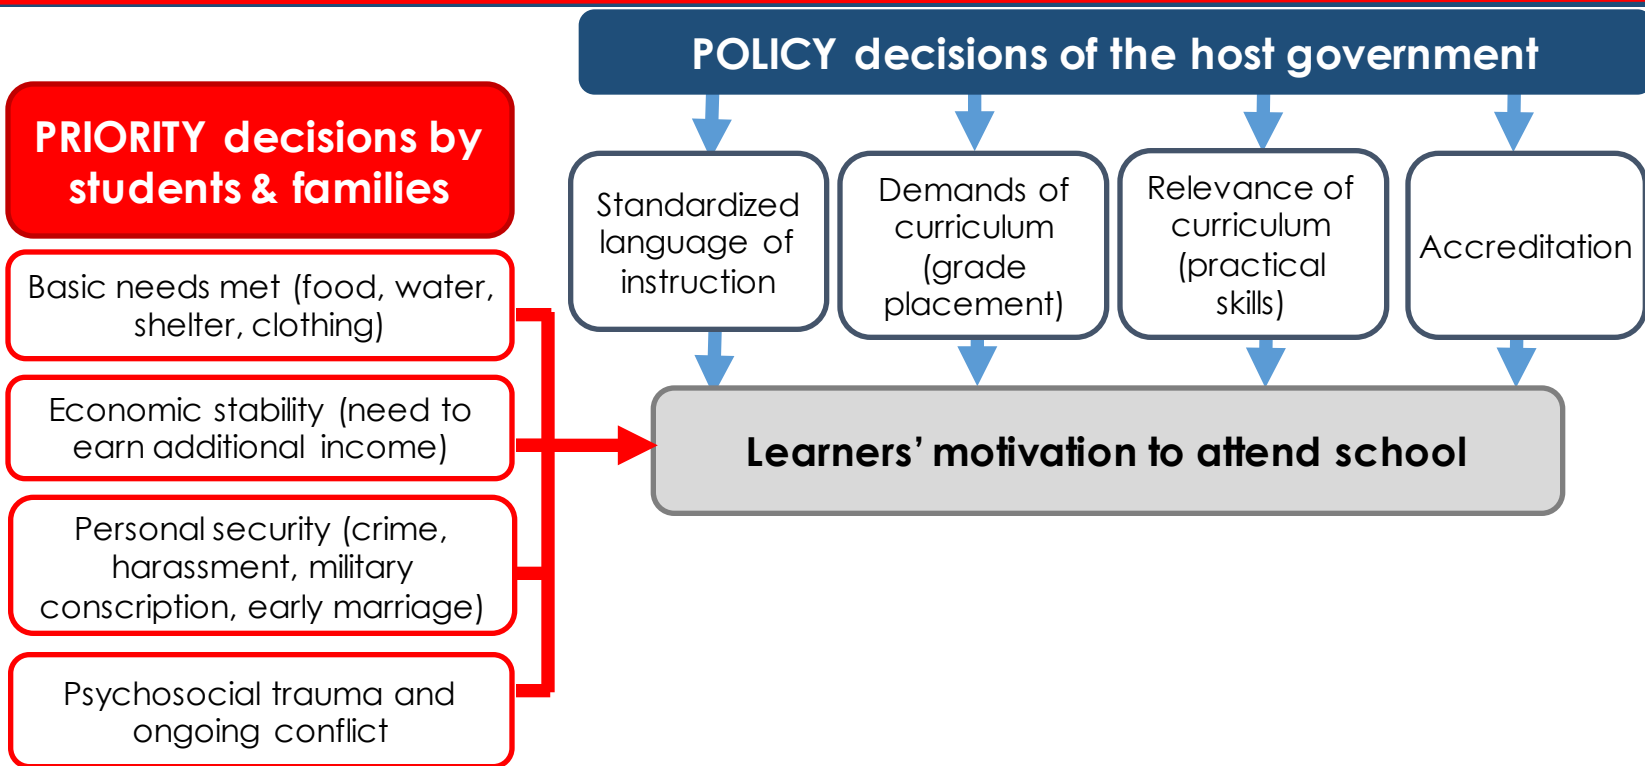 POLICY decisions of the host government
PRIORITY decisions by
students & families
Basic needs met (food, water,
shelter, clothing)
Economic stability (need to
earn additional income)
Personal security (crime,
harassment, military
conscription, early marriage)
Psychosocial trauma and
ongoing conflict
Standardized
language of
instruction
Demands of
curriculum
(grade
placement)
Relevance of
curriculum
(practical
skills)
Accreditation
Learners’ motivation to attend school